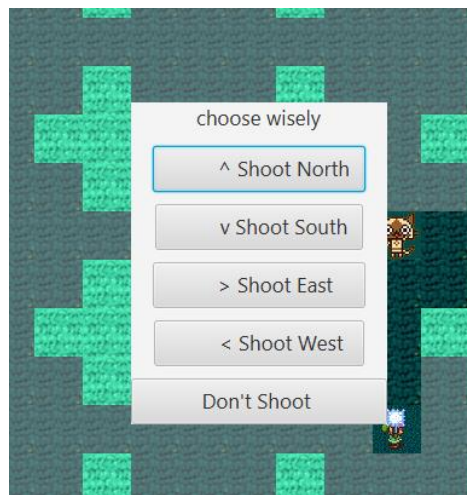 choose wisely
^ Shoot North
v Shoot South
> Shoot East
< Shoot West
Don't Shoot